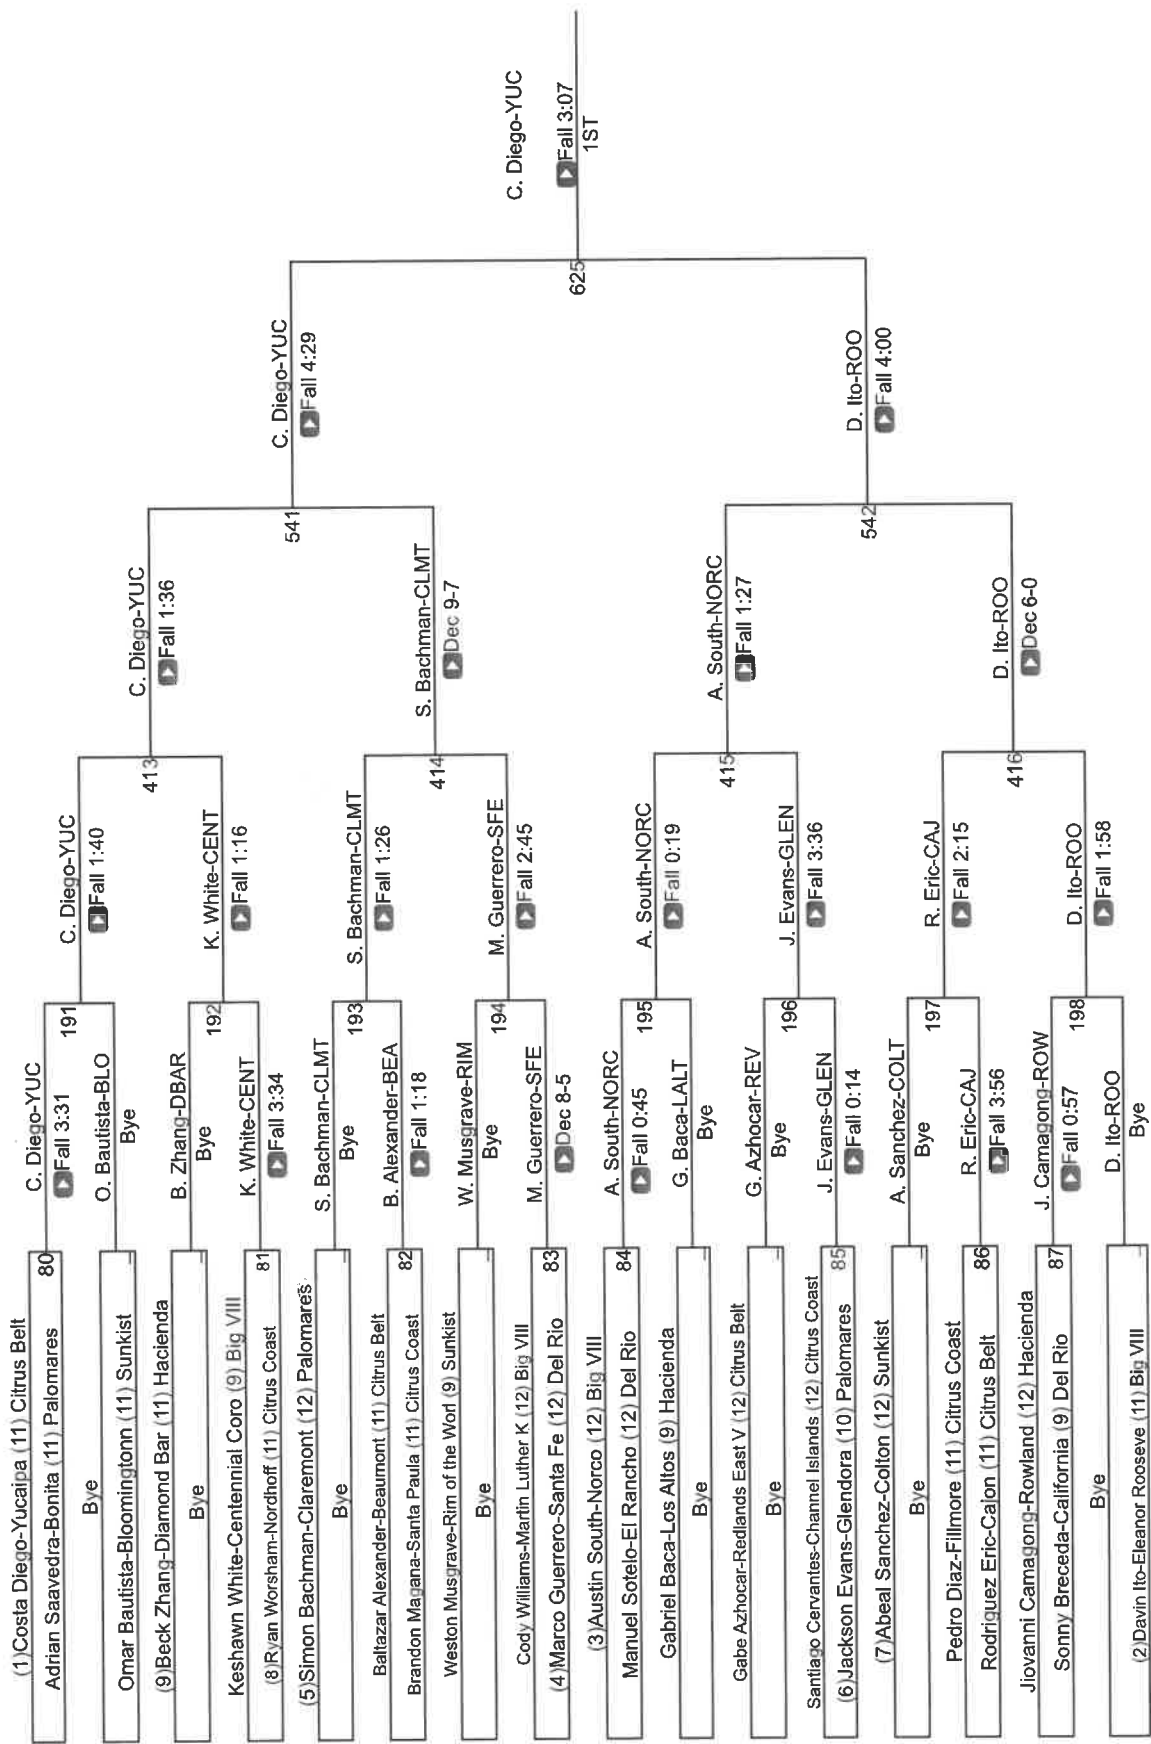 (1)Costa Diego-Yucaipa (11) Citrus Belt
80
Adrian Saavedra-Bonita (11) Palomares
Bye
Omar Bautista-Bloomingtonn (11) Sunkist
(9)Beck Zhang-Diamond Bar (11) Hacienda
Bye
Keshawn White-Centennial Coro (9) Big VIII
81
(8)Ryan Worsham-Nordhoff (11) Citrus Coast
(5)Simon Bachman-Claremont (12) Palomares
Bye
Baltazar Alexander-Beaumont (11) Citrus Belt
82
Brandon Magana-Santa Paula (11) Citrus Coast
Weston Musgrave-Rim of the Worl (9) Sunkist
Bye
Cody Williams-Martin Luther K (12) Big VIII
83
(4)Marco Guerrero-Santa Fe (12) Del Rio
(3)Austin South-Norco (12) Big VIII
84
Manuel Sotelo-El Rancho (12) Del Rio
Gabriel Baca-Los Altos (9) Hacienda
Bye
Gabe Azhocar-Redlands East V (12) Citrus Belt
Bye
Santiago Cervantes-Channel Islands (12) Citrus Coast
85
(6)Jackson Evans-Glendora (10) Palomares
(7)Abeal Sanchez-Colton (12) Sunkist
Bye
Pedro Diaz-Fillmore (11) Citrus Coast
86
Rodriguez Eric-Cajon (11) Citrus Belt
Jiovanni Camagong-Rowland (12) Hacienda
87
Sonny Breceda-California (9) Del Rio
Bye
(2)Davin Ito-Eleanor Rooseve (11) Big VIII
C. Diego-YUC
Fall 3:31
191
O. Bautista-BLO
Bye
B. Zhang-DBAR
Bye
192
K. White-CENT
Fall 3:34
S. Bachman-CLMT
Bye
193
B. Alexander-BEA
Fall 1:18
W. Musgrave-RIM
Bye
194
M. Guerrero-SFE
Dec 8-5
A. South-NORC
Fall 0:45
195
G. Baca-LALT
Bye
G. Azhocar-REV
Bye
196
J. Evans-GLEN
Fall 0:14
A. Sanchez-COLT
Bye
197
R. Eric-CAJ
Fall 3:56
J. Camagong-ROW
Fall 0:57
198
D. Ito-ROO
Bye
C. Diego-YUC
Fall 1:40
413
K. White-CENT
Fall 1:16
S. Bachman-CLMT
Fall 1:26
414
M. Guerrero-SFE
Fall 2:45
A. South-NORC
Fall 0:19
415
J. Evans-GLEN
Fall 3:36
R. Eric-CAJ
Fall 2:15
416
D. Ito-ROO
Fall 1:58
C. Diego-YUC
Fall 1:36
541
S. Bachman-CLMT
Dec 9-7
A. South-NORC
Fall 1:27
542
D. Ito-ROO
Dec 6-0
C. Diego-YUC
Fall 4:29
625
D. Ito-ROO
Fall 4:00
C. Diego-YUC
Fall 3:07
1ST